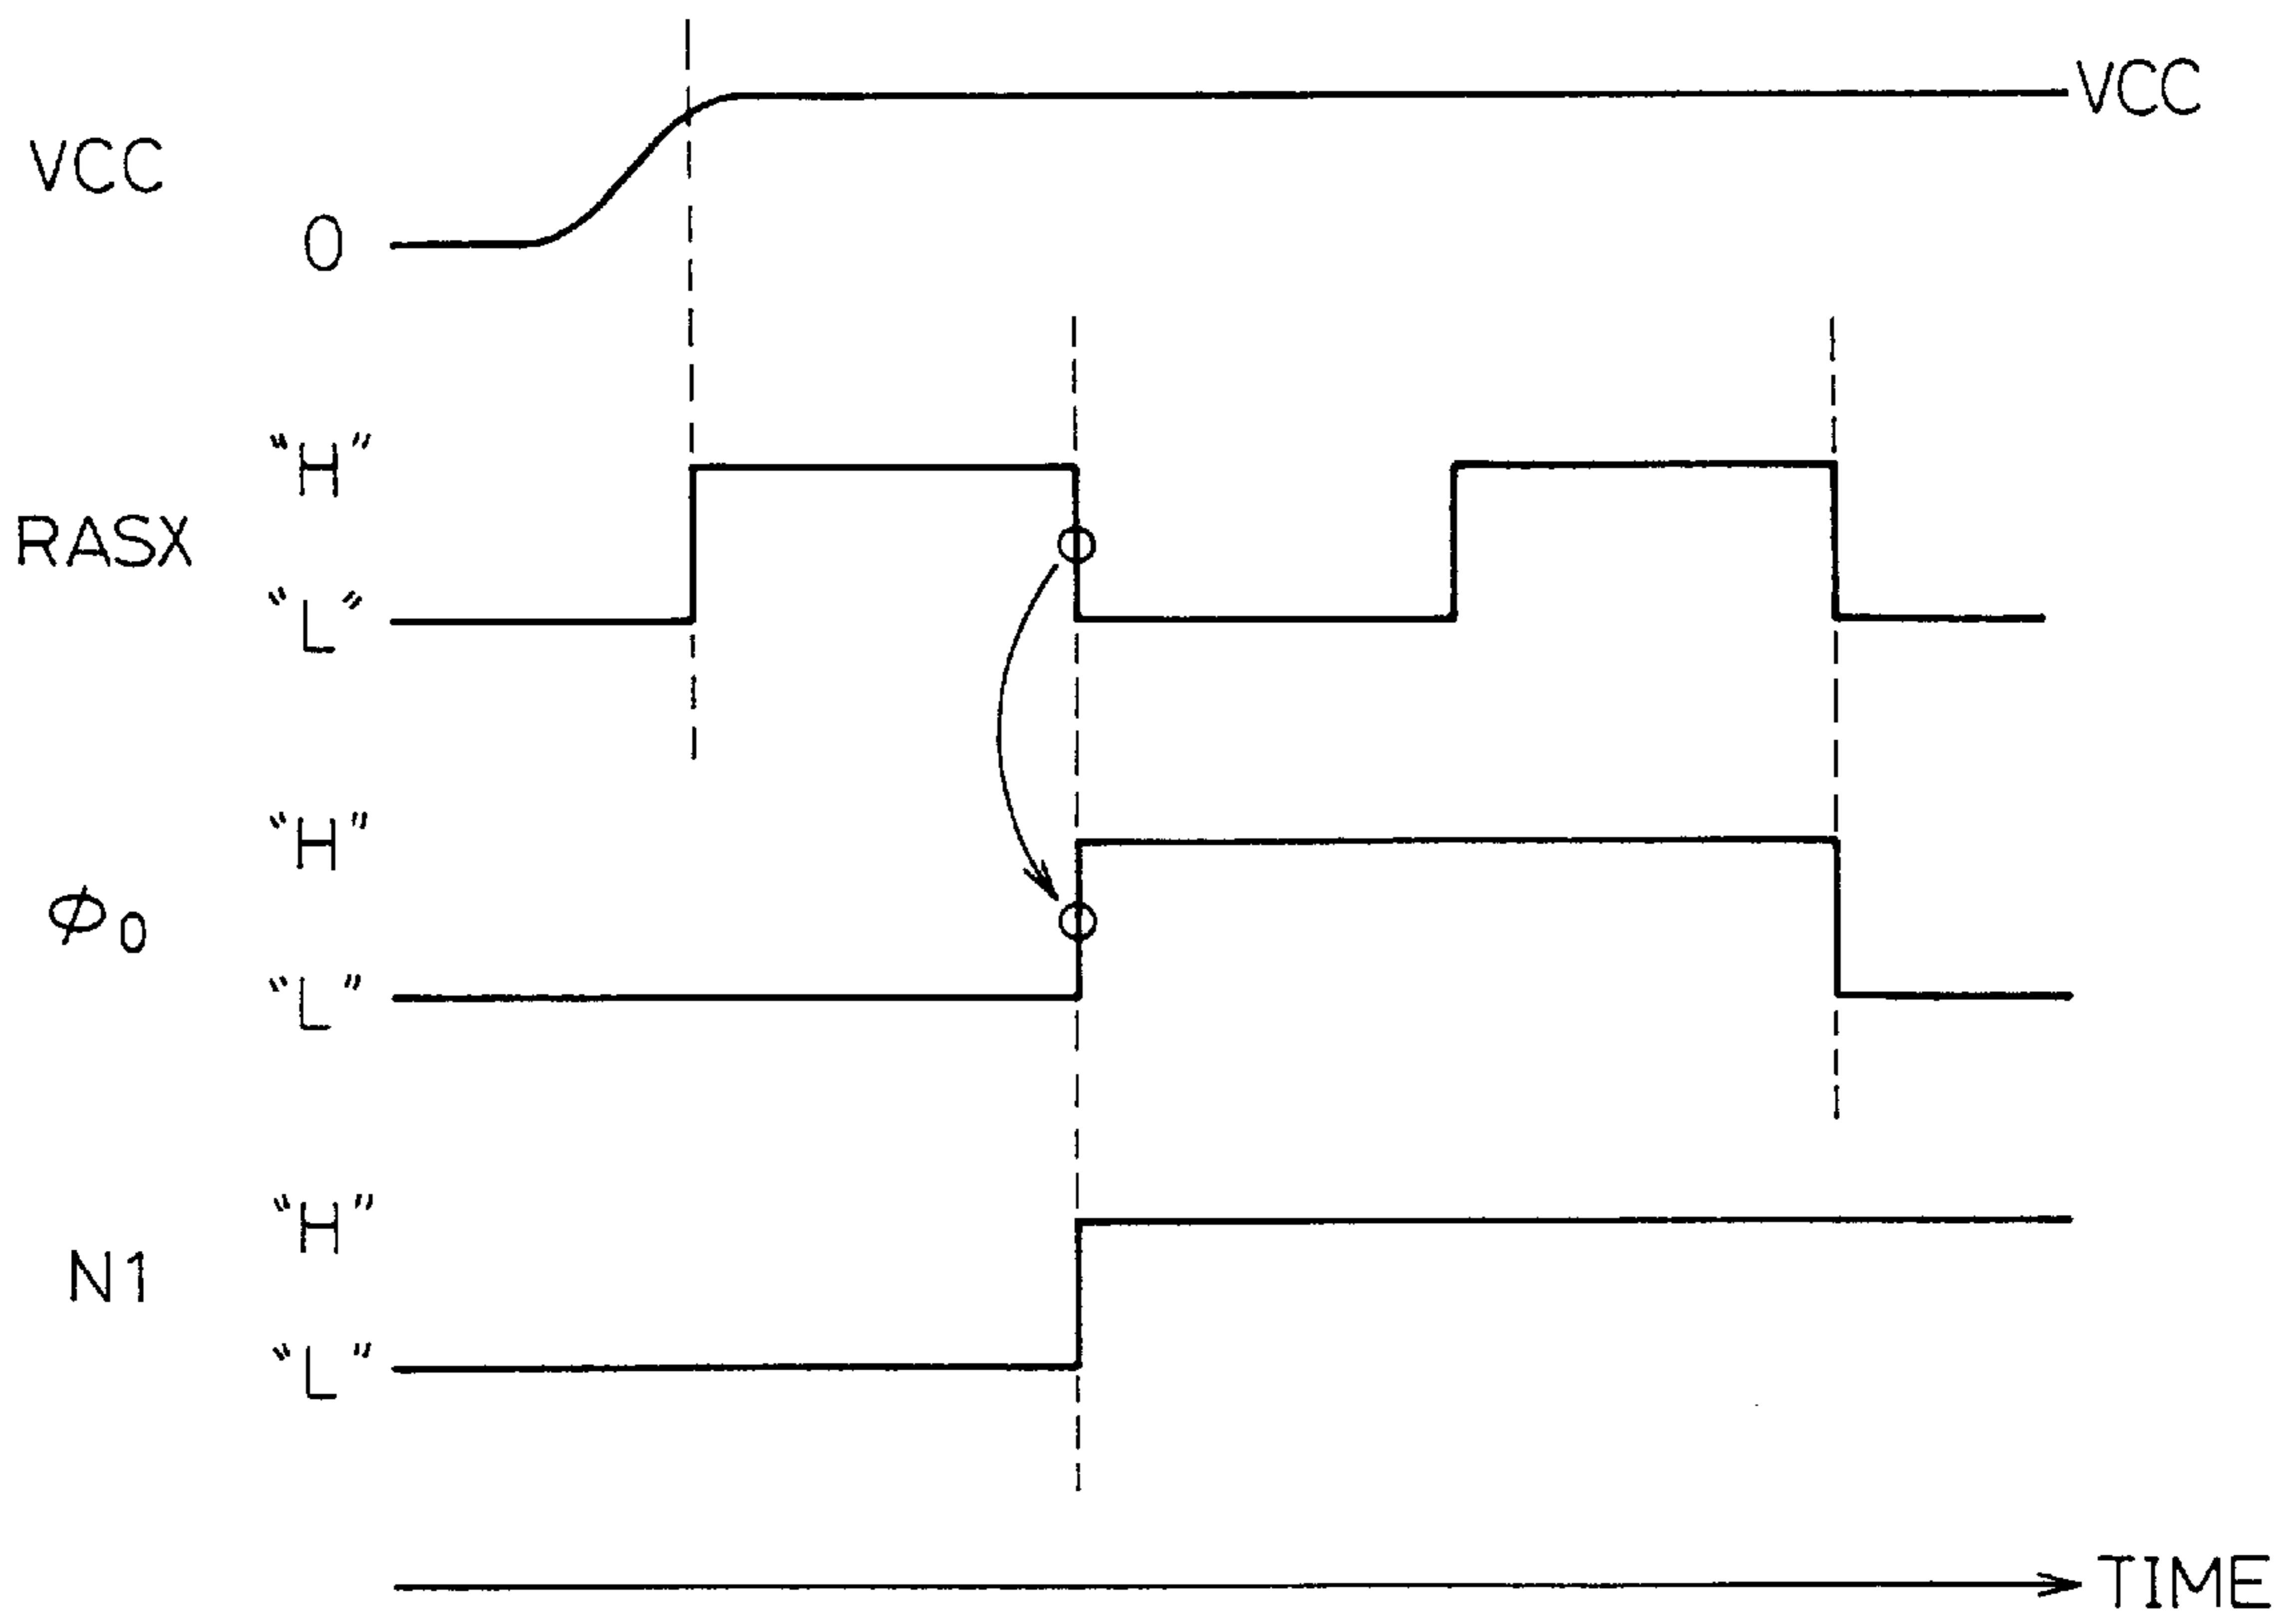 VCC
VCC
0
“H”
RASX
“L”
“H”
ϕ0
“L”
“H”
N1
“L”
TIME